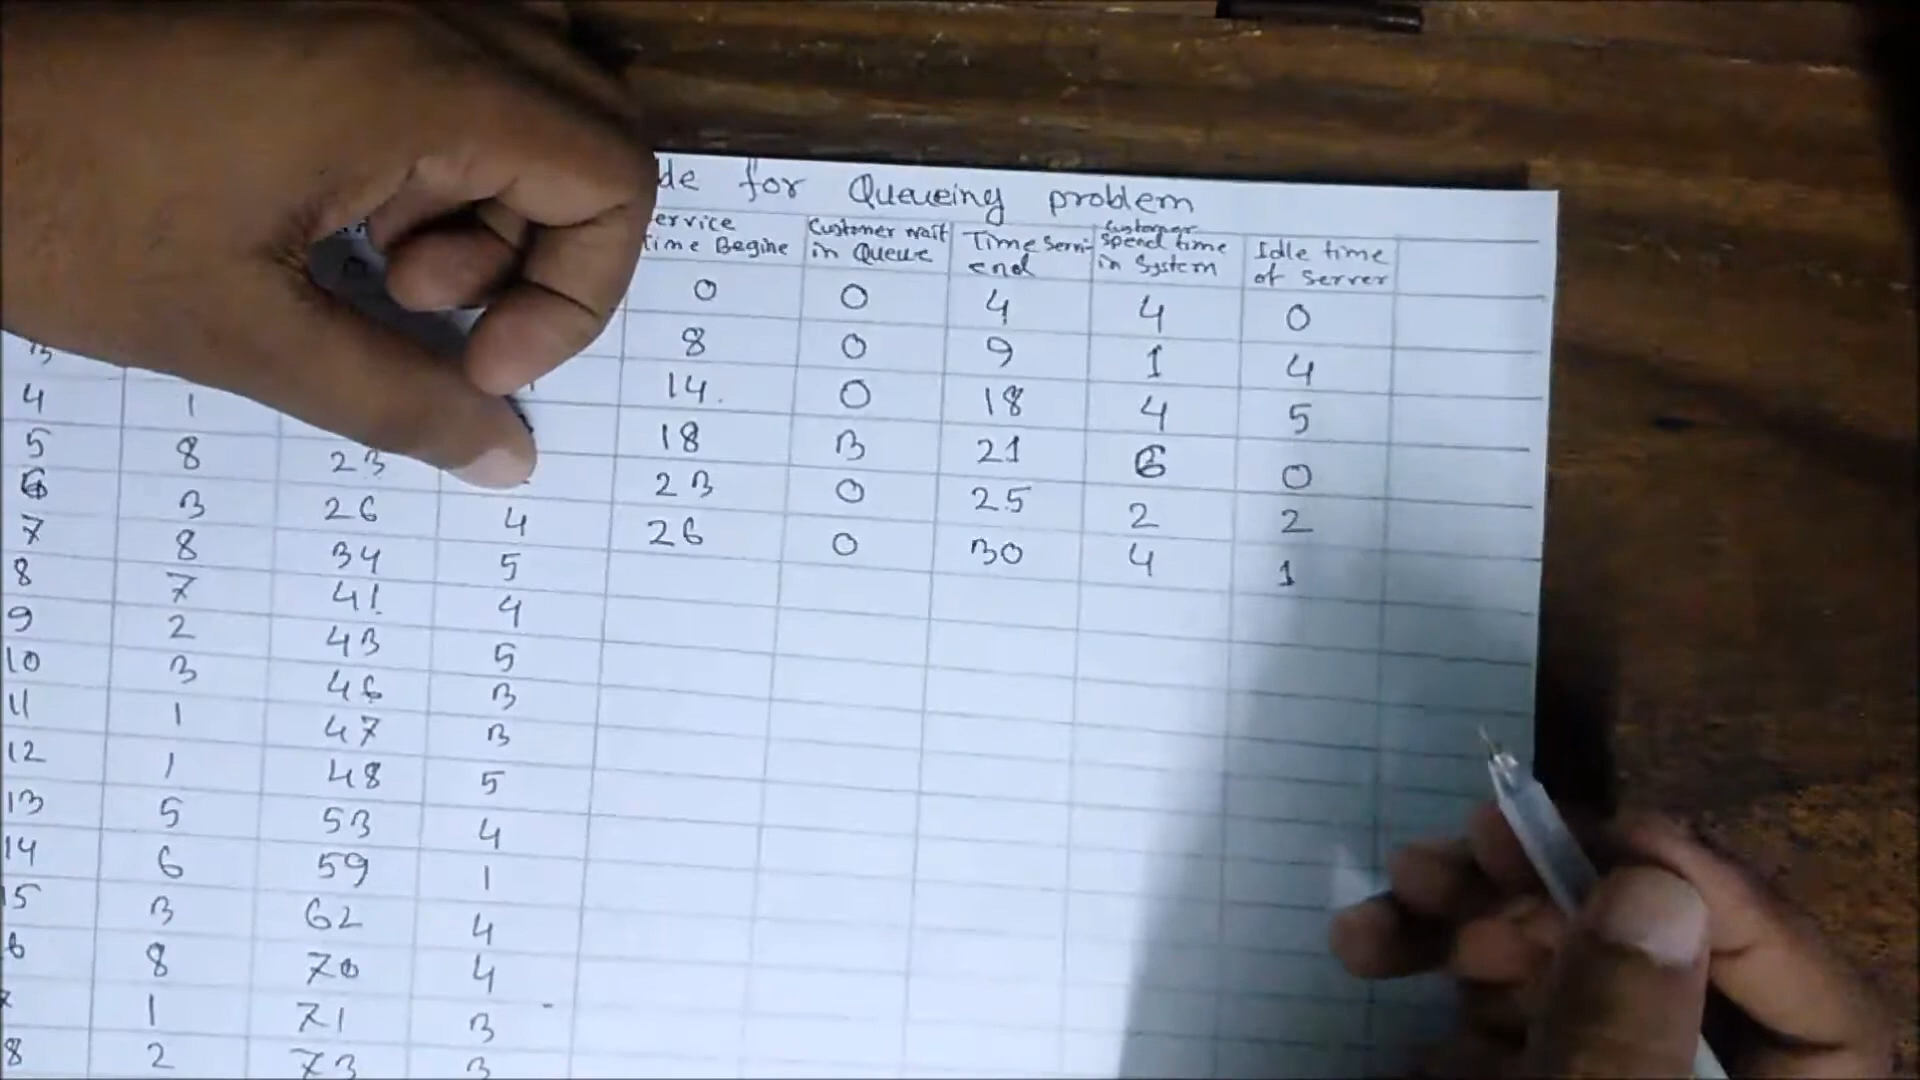 for Queueing problem
Time Begine
Customer wait
in Queue
end
Customer
Spend time
in System
Idle time
of server
0 0 4 4 0
8 0 9 1 4
3 14. 0 18 4 5
4 1 18 3 21 6 0
5 8 23 23 0 25 2 2
6 3 26 4 26 0 30 4 1
7 8 34 5
8 7 41 4
9 2 43 5
10 3 46 3
11 1 47 3
12 1 48 5
13 5 53 4
14 6 59 1
15 3 62 4
6 8 70 4
1 71 3
8 2 73 3